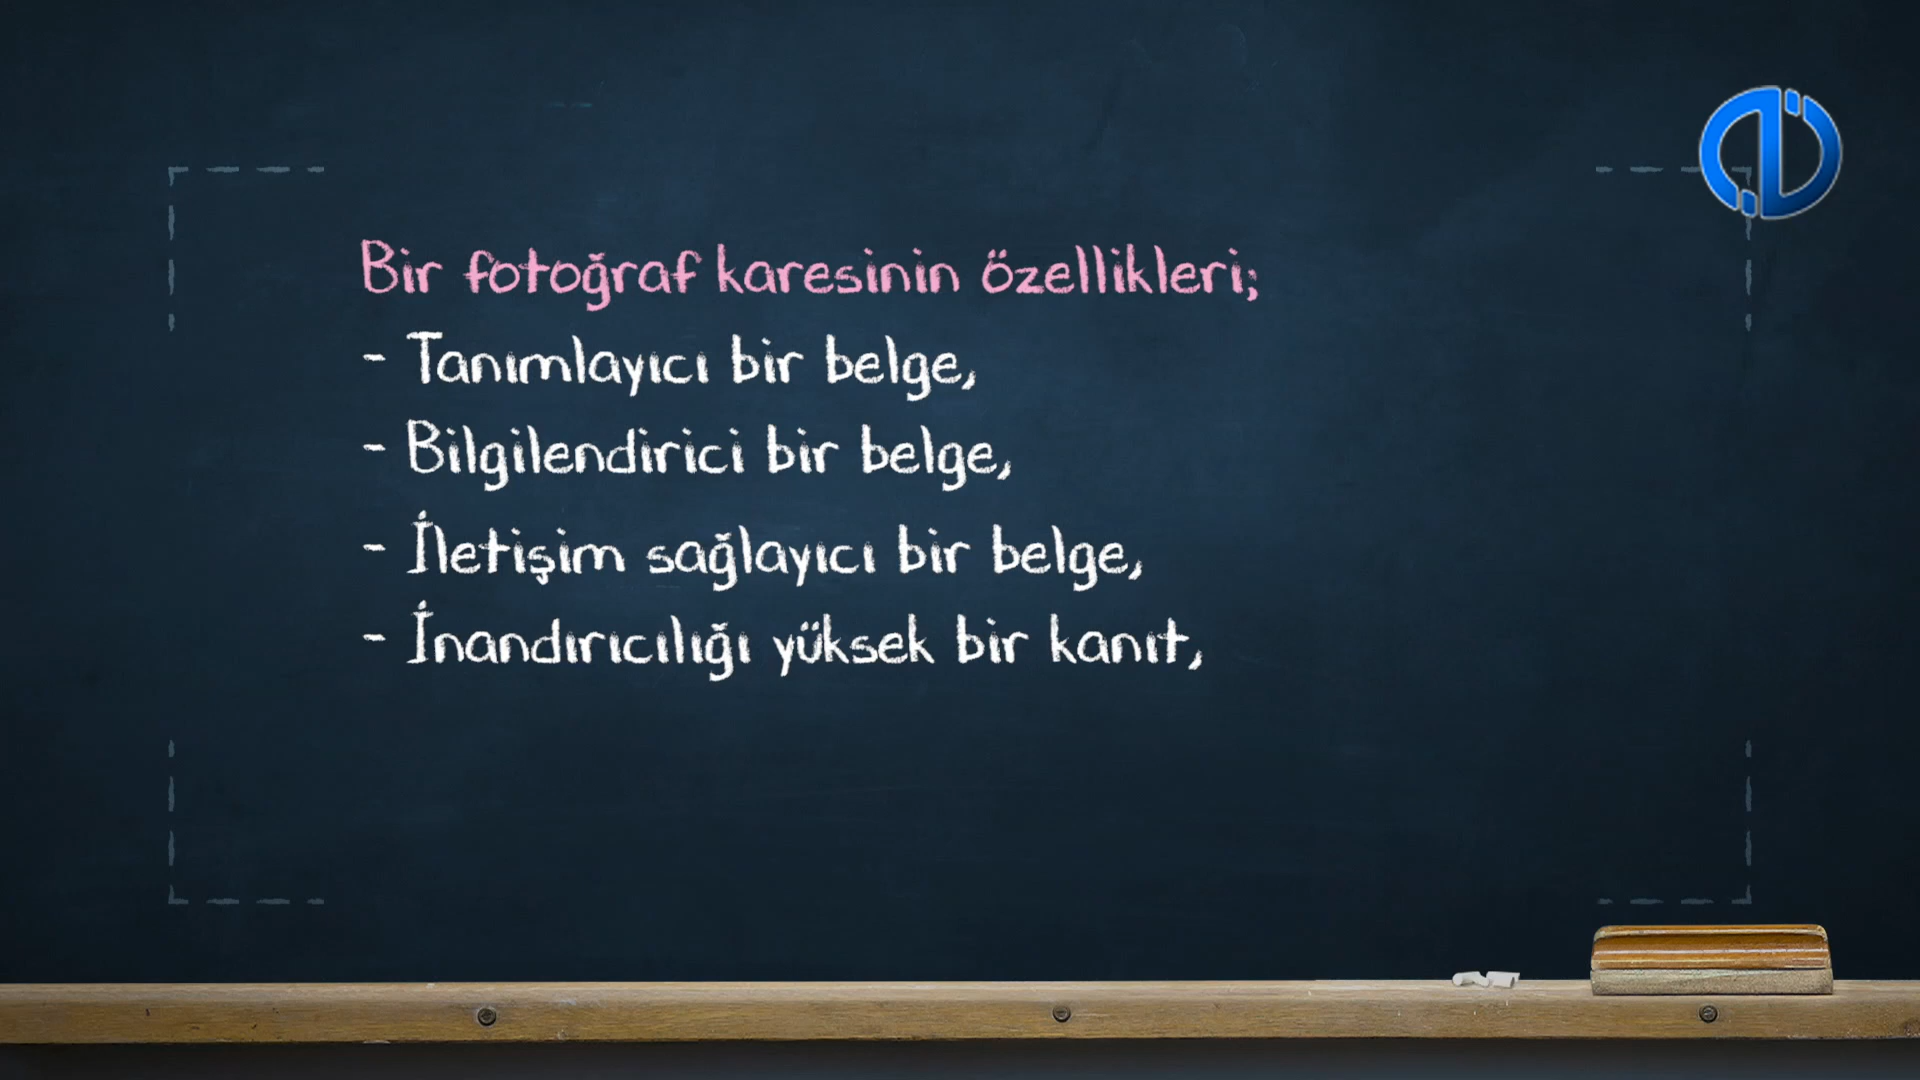 Bir fotoğraf karesinin özellikleri;
- Tanımlayıcı bir belge,
- Bilgilendirici bir belge,
- İletişim sağlayıcı bir belge,
- İnandırıcılığı yüksek bir kanıt,